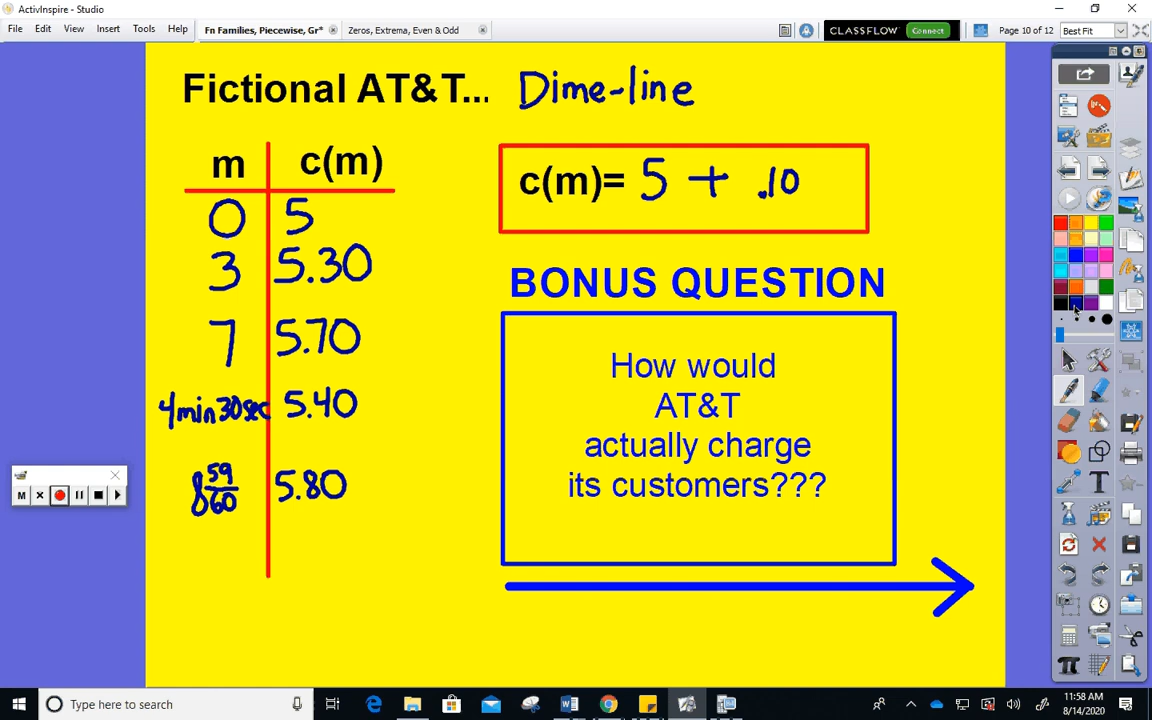 ActivInspire - Studio
File Edit View Insert Tools Help
Fn Families, Piecewise, Gr*
Zeros, Extrema, Even & Odd
CLASSFLOW Connect
Page 10 of 12
Best Fit
Fictional AT&T... Dime-line
m c(m)
0 5
3 5.30
7 5.70
4min30sec 5.40
8 59/60 5.80
c(m)= 5 + .10
BONUS QUESTION
How would
AT&T
actually charge
its customers???
M
Type here to search
11:58 AM
8/14/2020